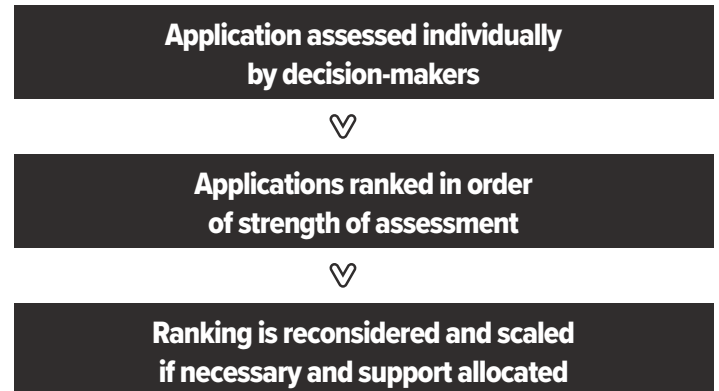 Application assessed individually
by decision-makers
Applications ranked in order
of strength of assessment
Ranking is reconsidered and scaled
if necessary and support allocated